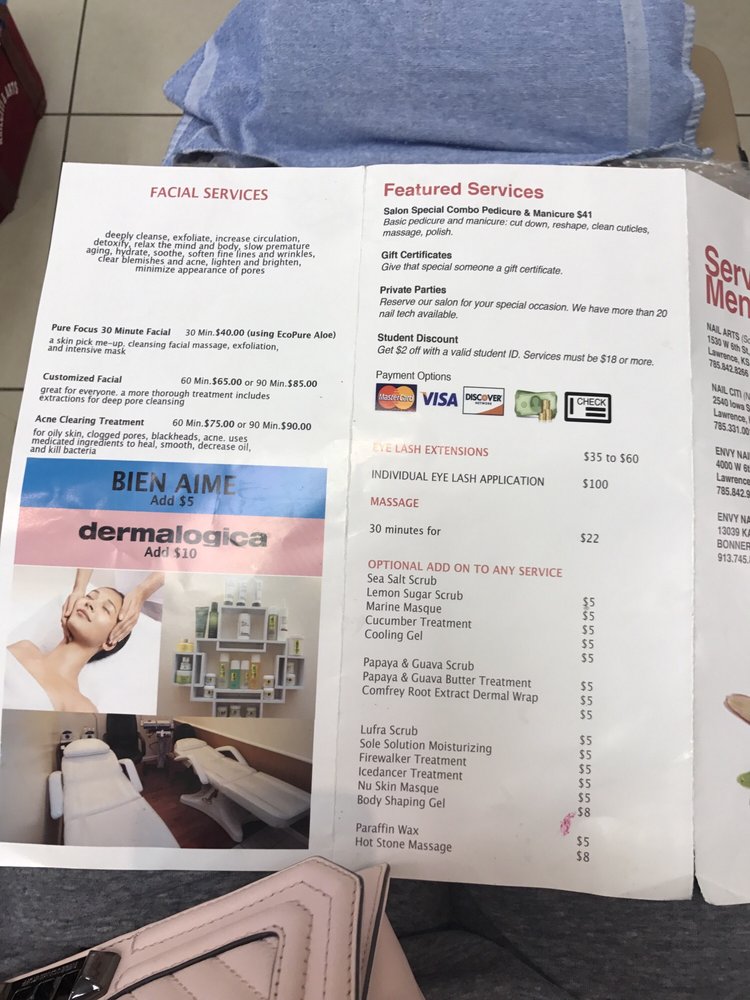 NAILS & ARTS
FACIAL SERVICES
deeply cleanse, exfoliate, increase circulation,
detoxify, relax the mind and body, slow premature
aging, hydrate, soothe, soften fine lines and wrinkles,
clear blemishes and acne, lighten and brighten,
minimize appearance of pores
Pure Focus 30 Minute Facial 30 Min.$40.00 (using EcoPure Aloe)
a skin pick me-up, cleansing facial massage, exfoliation,
and intensive mask
Customized Facial 60 Min.$65.00 or 90 Min.$85.00
great for everyone. a more thorough treatment includes
extractions for deep pore cleansing
Acne Clearing Treatment 60 Min.$75.00 or 90 Min.$90.00
for oily skin, clogged pores, blackheads, acne. uses
medicated ingredients to heal, smooth, decrease oil,
and kill bacteria
BIEN AIME
Add $5
dermalogica
Add $10
Featured Services
Salon Special Combo Pedicure & Manicure $41
Basic pedicure and manicure: cut down, reshape, clean cuticles,
massage, polish.
Gift Certificates
Give that special someone a gift certificate.
Private Parties
Reserve our salon for your special occasion. We have more than 20
nail tech available.
Student Discount
Get $2 off with a valid student ID. Services must be $18 or more.
Payment Options
MasterCard VISA DISCOVER NETWORK CHECK
EYE LASH EXTENSIONS $35 to $60
INDIVIDUAL EYE LASH APPLICATION $100
MASSAGE
30 minutes for $22
OPTIONAL ADD ON TO ANY SERVICE
Sea Salt Scrub $5
Lemon Sugar Scrub $5
Marine Masque $5
Cucumber Treatment $5
Cooling Gel $5
Papaya & Guava Scrub $5
Papaya & Guava Butter Treatment $5
Comfrey Root Extract Dermal Wrap $5
Lufra Scrub $5
Sole Solution Moisturizing $5
Firewalker Treatment $5
Icedancer Treatment $5
Nu Skin Masque $5
Body Shaping Gel $8
Paraffin Wax $5
Hot Stone Massage $8
Serv
Men
NAIL ARTS (So
1530 W 6th St,
Lawrence, KS
785.842.8266
NAIL CITI (N
2540 Iowa S
Lawrence,
785.331.00
ENVY NAI
4000 W 6t
Lawrence
785.842.9
ENVY NA
13039 KA
BONNER
913.745.